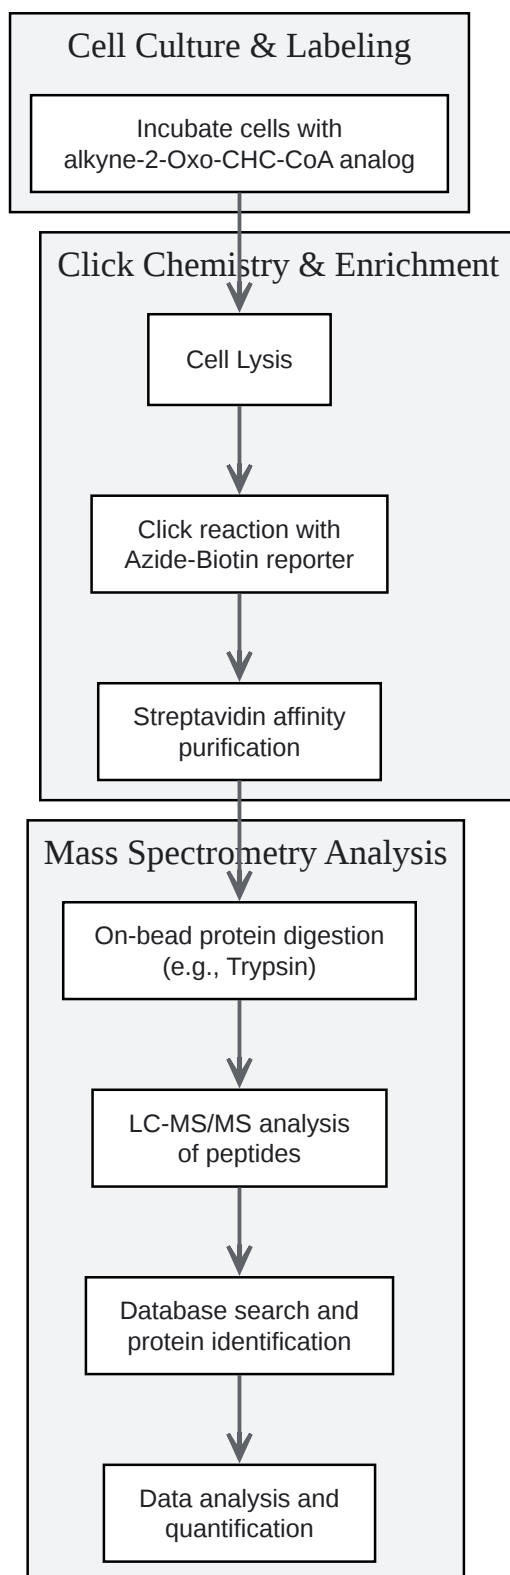 Cell Culture & Labeling
Incubate cells with
alkyne-2-Oxo-CHC-CoA analog
Click Chemistry & Enrichment
Cell Lysis
Click reaction with
Azide-Biotin reporter
Streptavidin affinity
purification
Mass Spectrometry Analysis
On-bead protein digestion
(e.g., Trypsin)
LC-MS/MS analysis
of peptides
Database search and
protein identification
Data analysis and
quantification